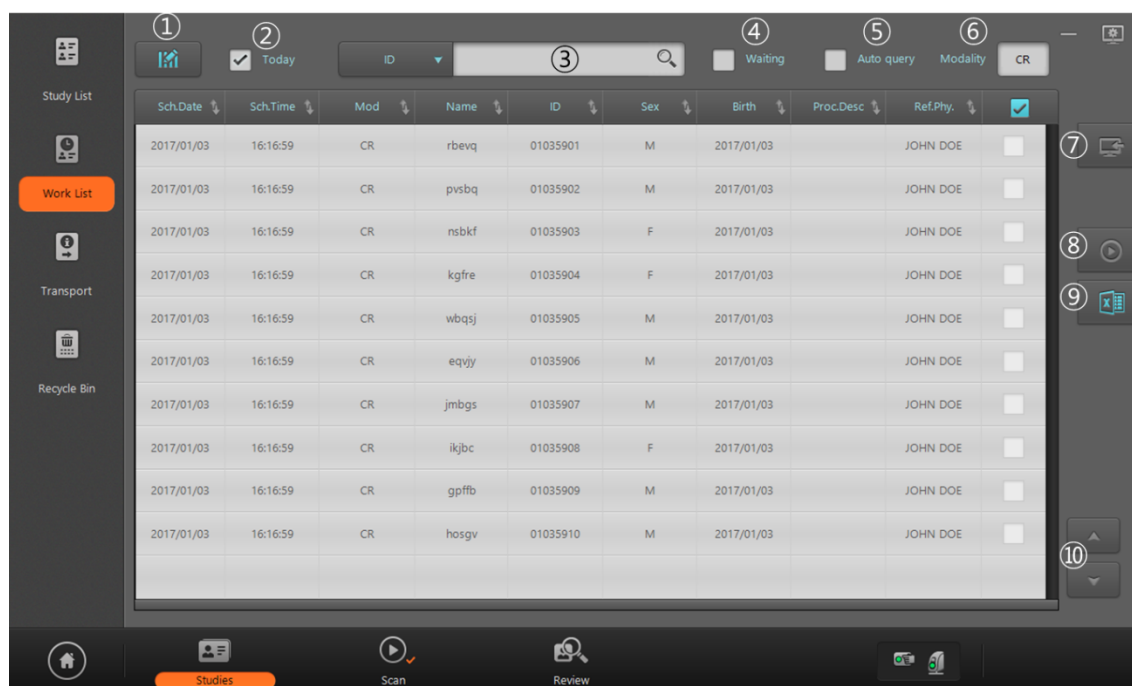 ① ② ③ ④ ⑤ ⑥
Today ID Waiting Auto query Modality CR
Study List
Sch.Date Sch.Time Mod Name ID Sex Birth Proc.Desc Ref.Phy.
2017/01/03 16:16:59 CR rbevq 01035901 M 2017/01/03 JOHN DOE ⑦
Work List
2017/01/03 16:16:59 CR pvsbq 01035902 M 2017/01/03 JOHN DOE
2017/01/03 16:16:59 CR nsbkf 01035903 F 2017/01/03 JOHN DOE ⑧
2017/01/03 16:16:59 CR kgfre 01035904 F 2017/01/03 JOHN DOE
Transport ⑨
2017/01/03 16:16:59 CR wbqsj 01035905 M 2017/01/03 JOHN DOE
2017/01/03 16:16:59 CR eqvjy 01035906 M 2017/01/03 JOHN DOE
Recycle Bin
2017/01/03 16:16:59 CR jmbgs 01035907 M 2017/01/03 JOHN DOE
2017/01/03 16:16:59 CR ikjbc 01035908 F 2017/01/03 JOHN DOE
2017/01/03 16:16:59 CR gpffb 01035909 M 2017/01/03 JOHN DOE
2017/01/03 16:16:59 CR hosgv 01035910 M 2017/01/03 JOHN DOE
⑩
Studies Scan Review